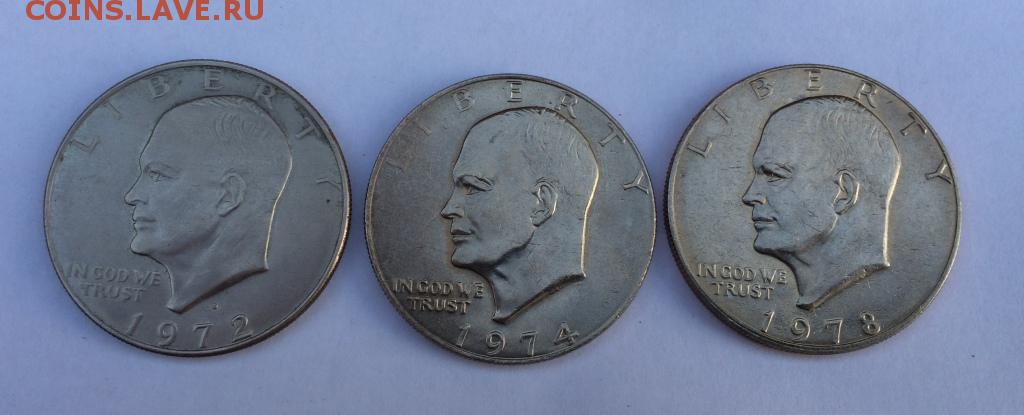 COINS.LAVE.RU
LIBERTY
IN GOD WE
TRUST
1972
LIBERTY
IN GOD WE
TRUST
1974
LIBERTY
IN GOD WE
TRUST
1978